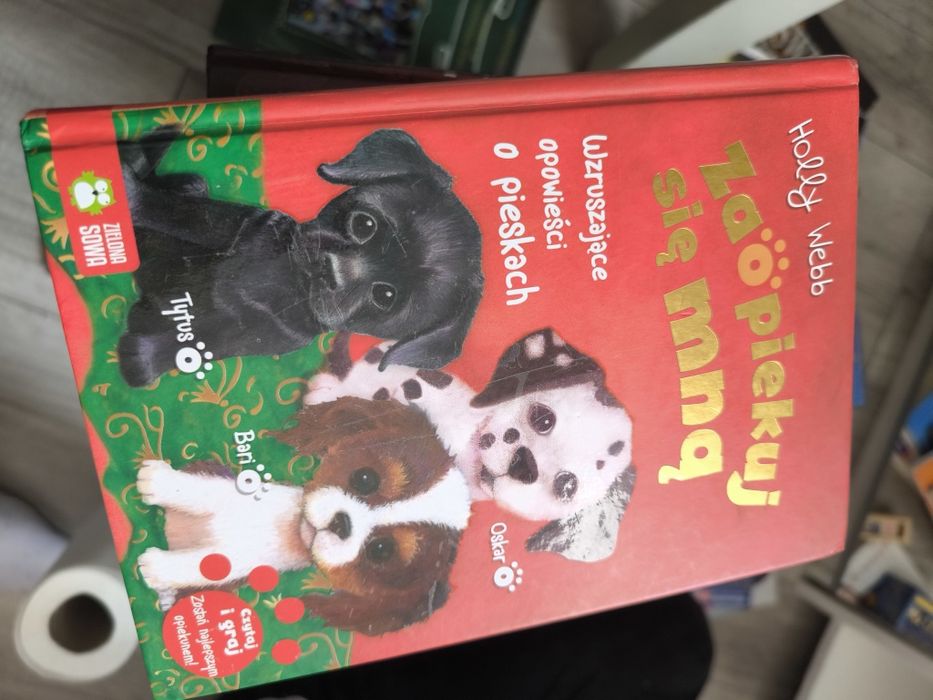 Holly Webb
Zaopiekuj
się mną
Wzruszające
opowieści
o pieskach
Oskar
Bari
Tytus
Czytaj
i graj
Zostań najlepszym
opiekunem!
ZIELONA
SOWA